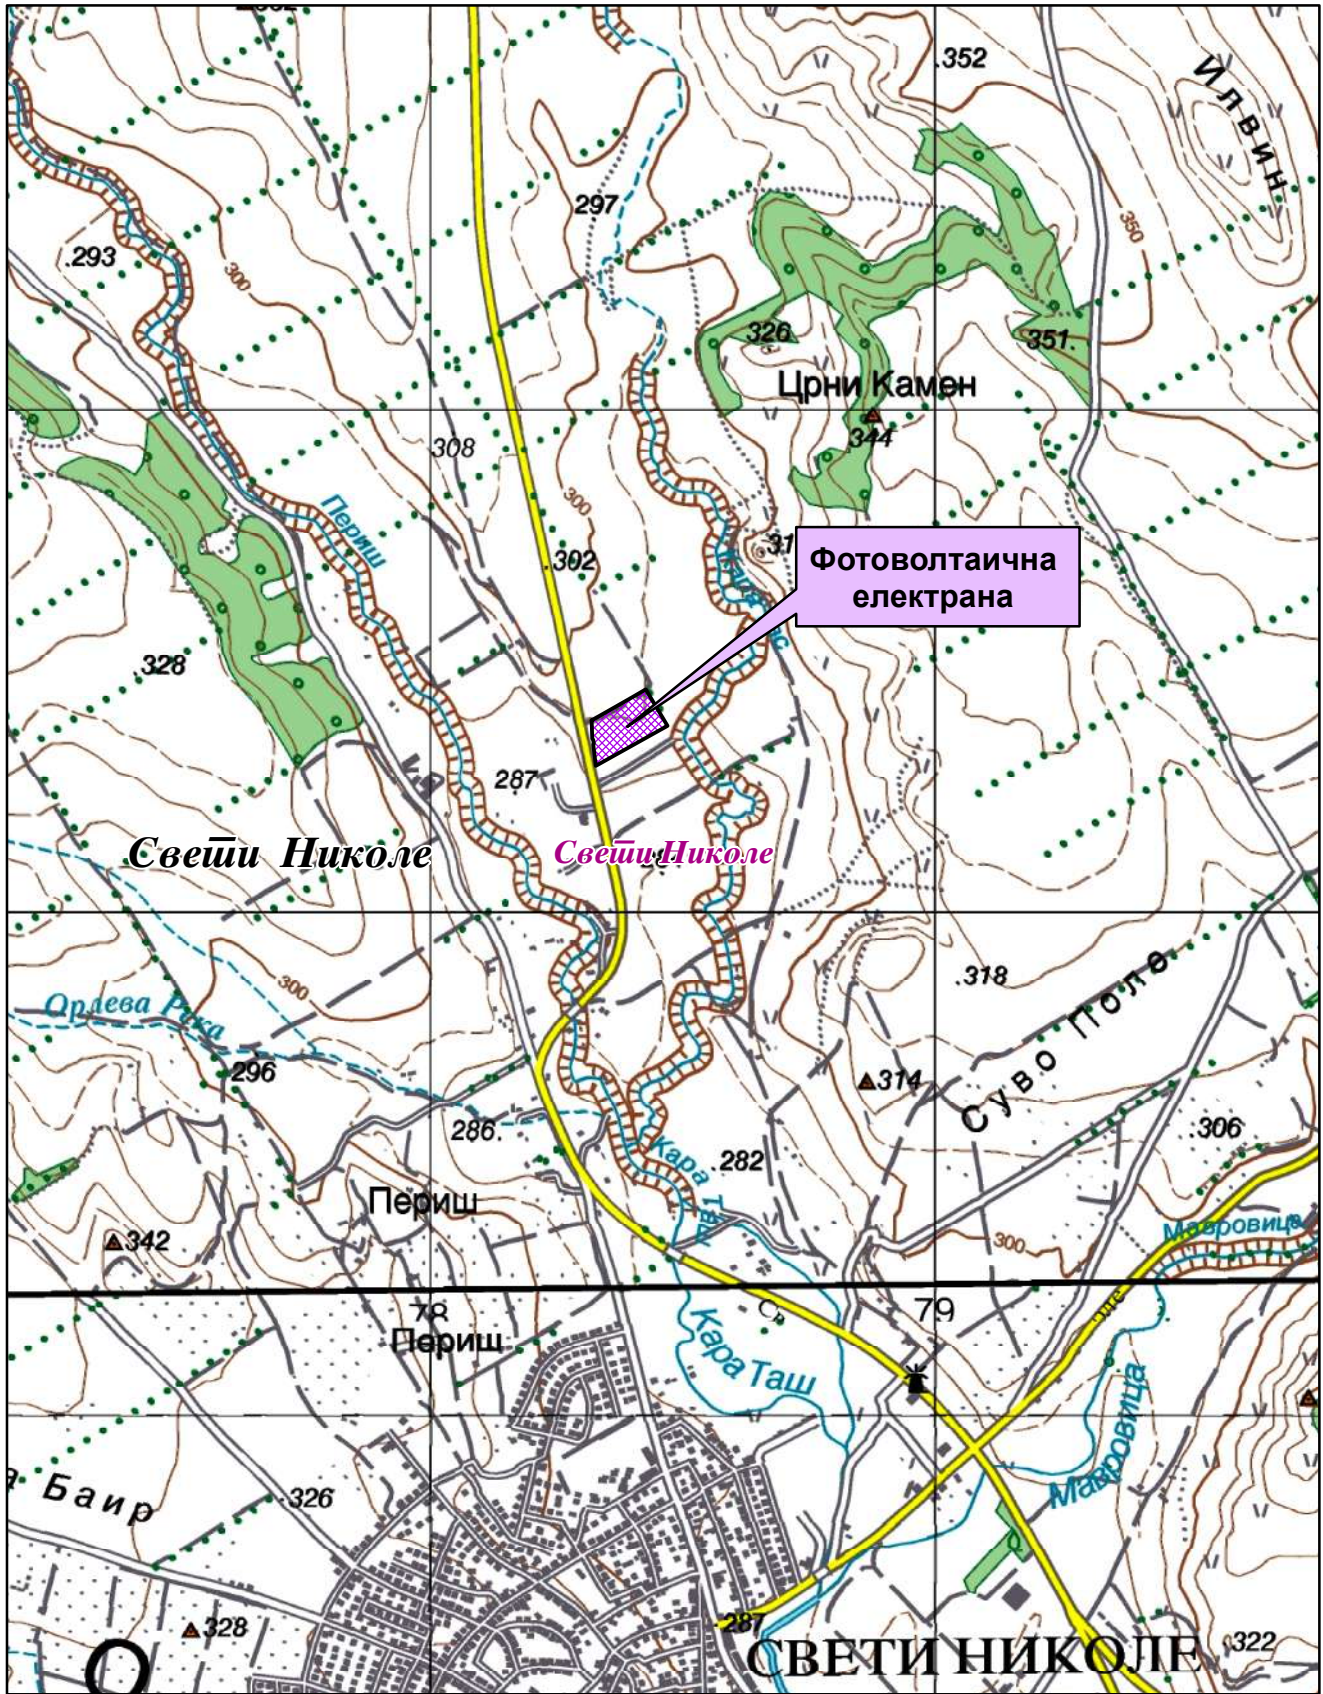 .352
Илвин
297
.293
300
350
326
351.
Црни Камен
344
308
300
Периш
.302
31
Фотоволтаична
електрана
.328
287
Свети Николе
Свети Николе
300
.318
Орлева Река
Суво Поле
296
314
286.
.306
Кара Таш
.282
Периш
342
300
Мавровица
78
79
Периш
Кара Таш
Мавровица
а Баир
326
328
287
СВЕТИ НИКОЛЕ
322
О